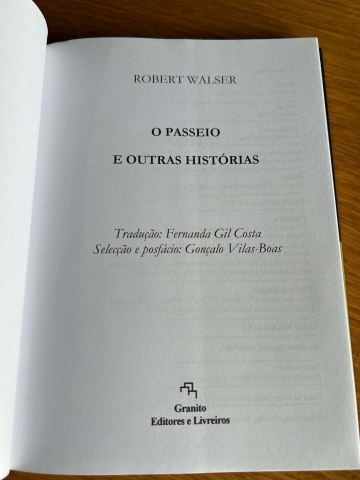 ROBERT WALSER
O PASSEIO
E OUTRAS HISTÓRIAS
Tradução: Fernanda Gil Costa
Selecção e posfácio: Gonçalo Vilas-Boas
Granito
Editores e Livreiros